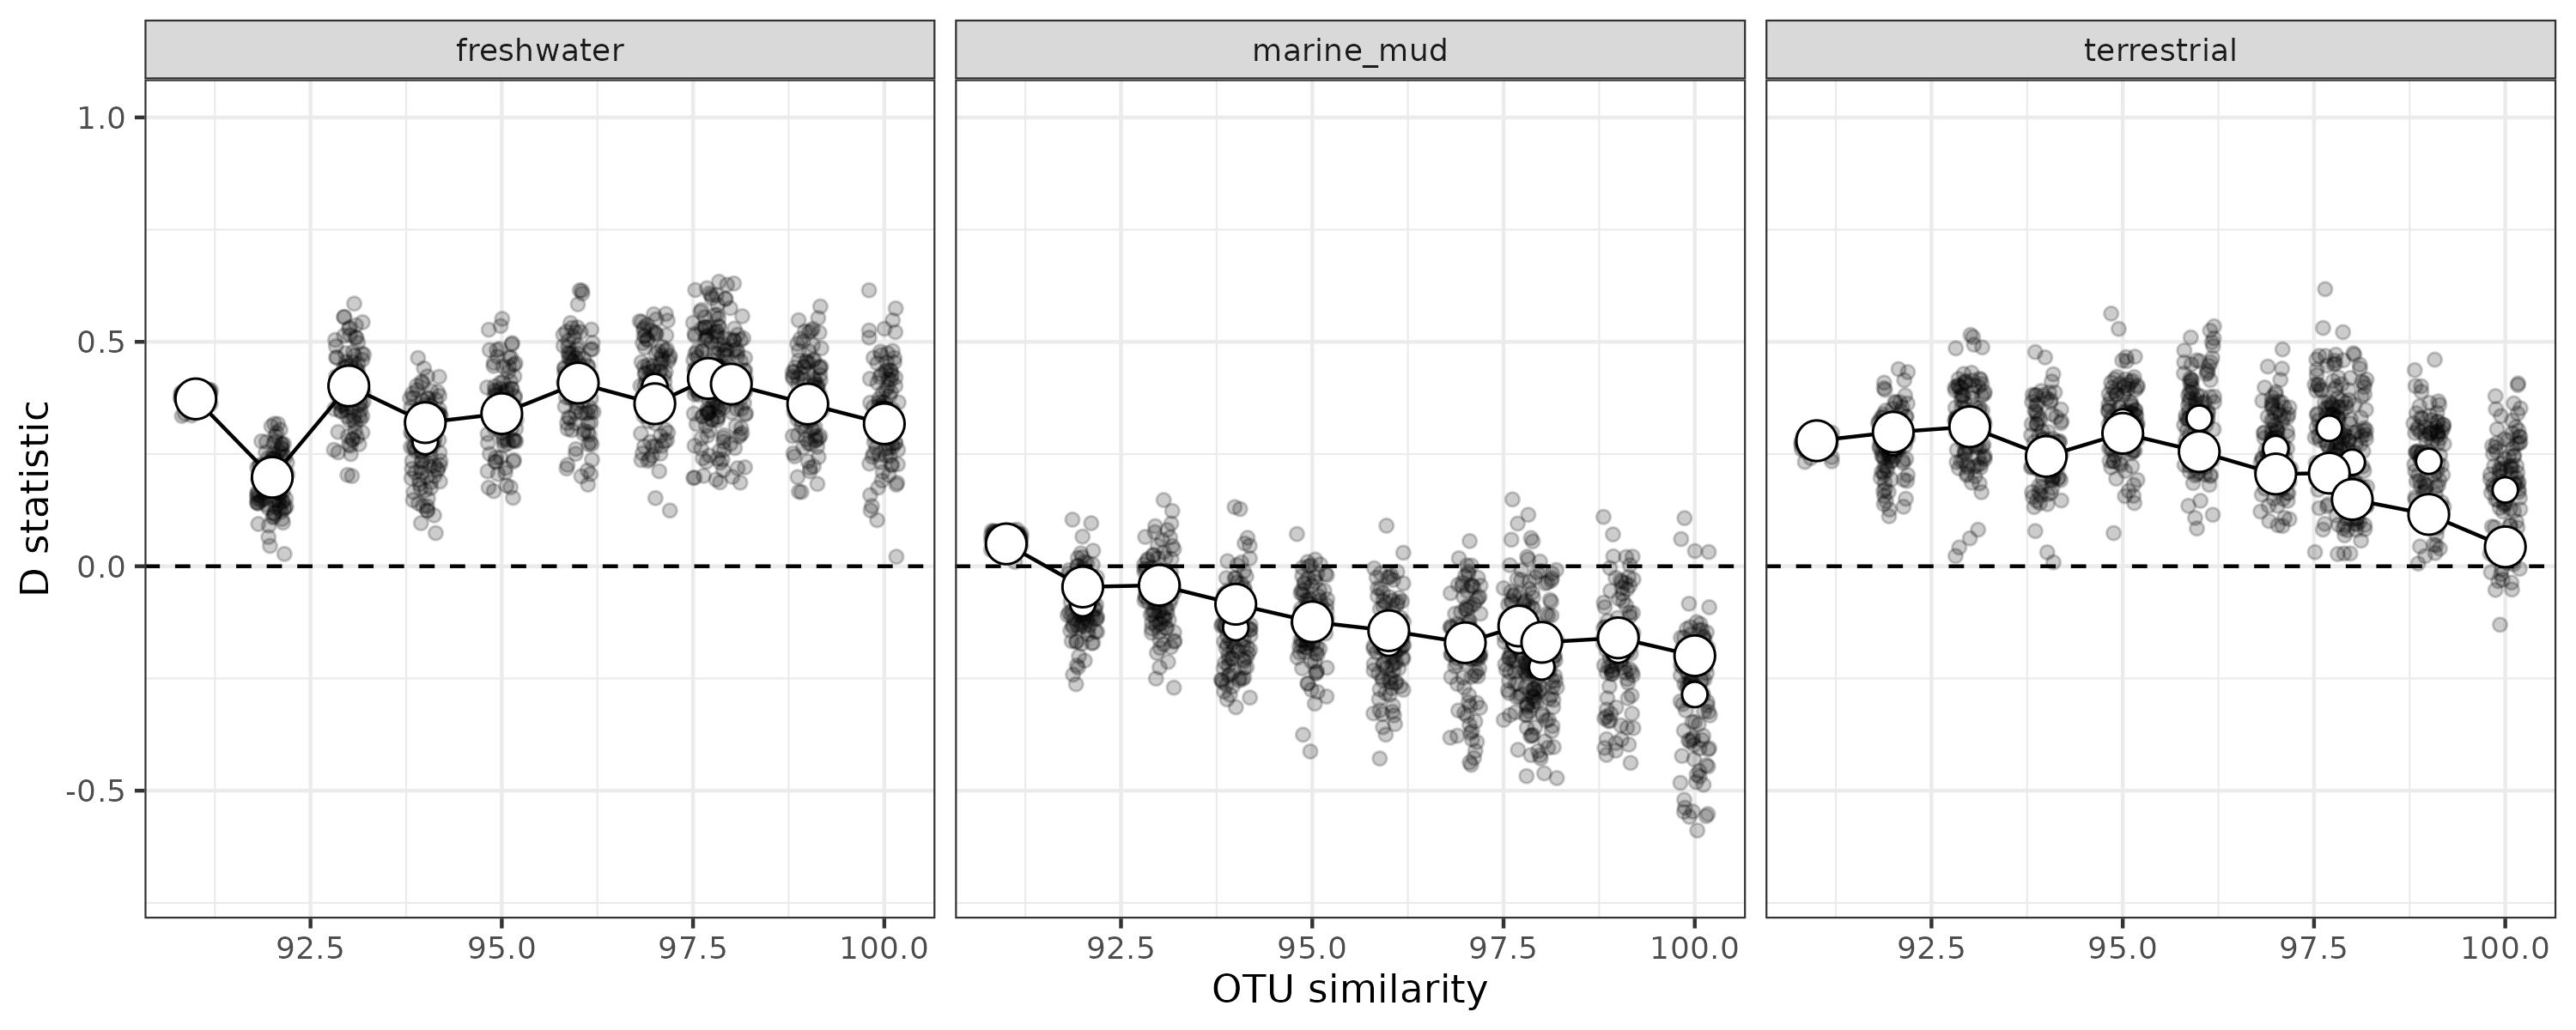 freshwater marine_mud terrestrial
1.0
0.5
0.0
-0.5
D statistic
92.5 95.0 97.5 100.0 92.5 95.0 97.5 100.0 92.5 95.0 97.5 100.0
OTU similarity